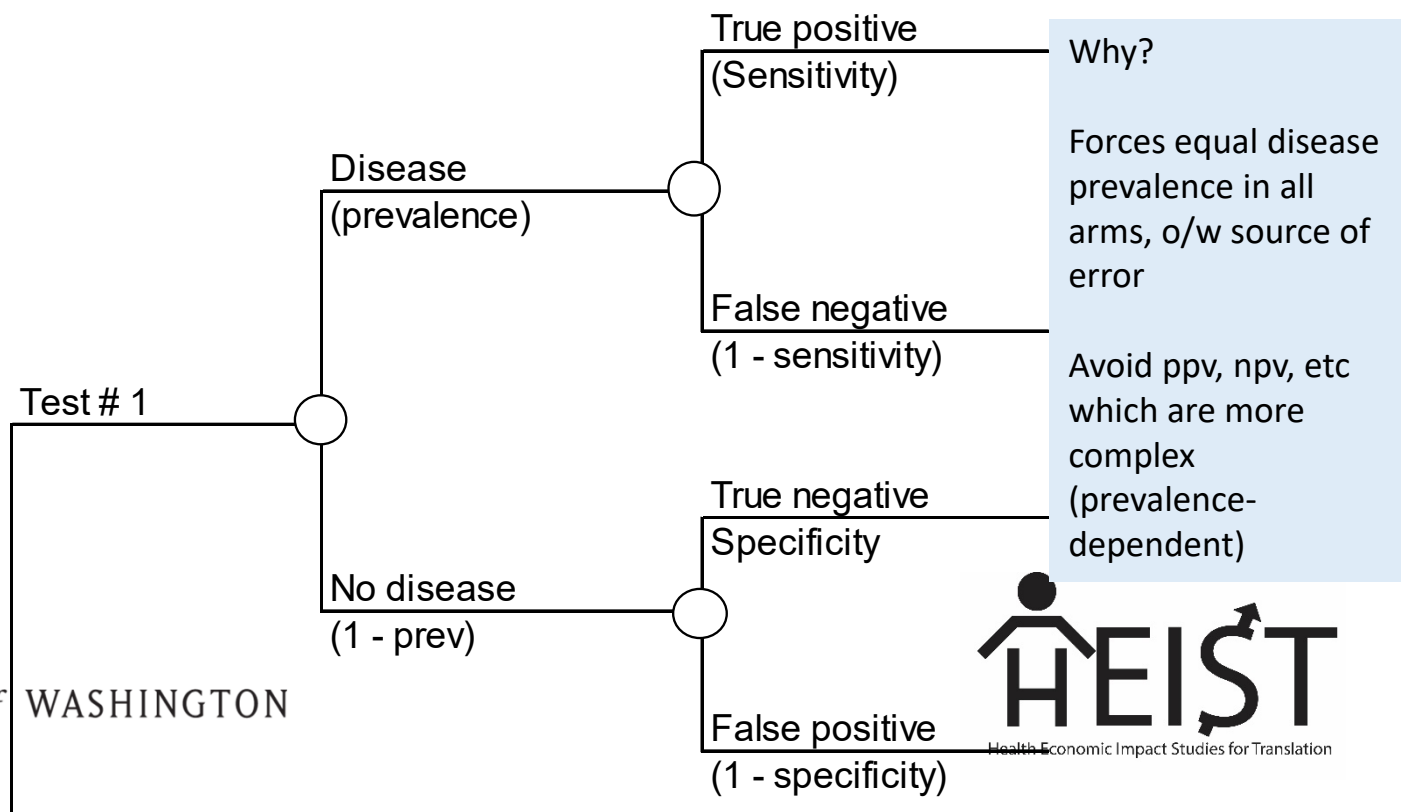 True positive
(Sensitivity)
Disease
(prevalence)
False negative
(1 - sensitivity)
Test # 1
True negative
Specificity
No disease
(1 - prev)
False positive
(1 - specificity)
Why?
Forces equal disease
prevalence in all
arms, o/w source of
error
Avoid ppv, npv, etc
which are more
complex
(prevalence-
dependent)
WASHINGTON
HEIST
Health Economic Impact Studies for Translation